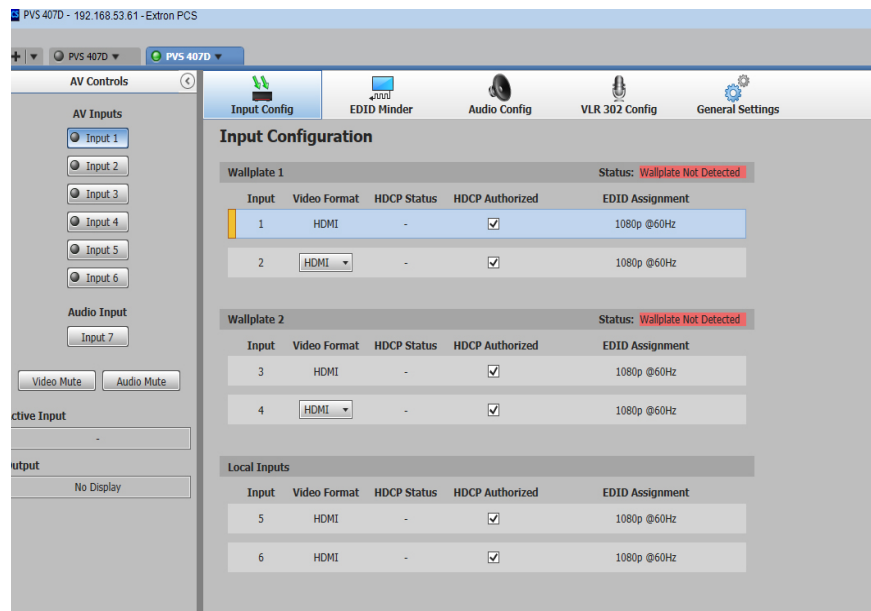 PVS 407D - 192.168.53.61 - Extron PCS
PVS 407D PVS 407D
AV Controls
AV Inputs
Input 1
Input 2
Input 3
Input 4
Input 5
Input 6
Audio Input
Input 7
Video Mute Audio Mute
ctive Input
-
utput
No Display
Input Config EDID Minder Audio Config VLR 302 Config General Settings
Input Configuration
Wallplate 1 Status: Wallplate Not Detected
Input Video Format HDCP Status HDCP Authorized EDID Assignment
1 HDMI - 1080p @60Hz
2 HDMI - 1080p @60Hz
Wallplate 2 Status: Wallplate Not Detected
Input Video Format HDCP Status HDCP Authorized EDID Assignment
3 HDMI - 1080p @60Hz
4 HDMI - 1080p @60Hz
Local Inputs
Input Video Format HDCP Status HDCP Authorized EDID Assignment
5 HDMI - 1080p @60Hz
6 HDMI - 1080p @60Hz